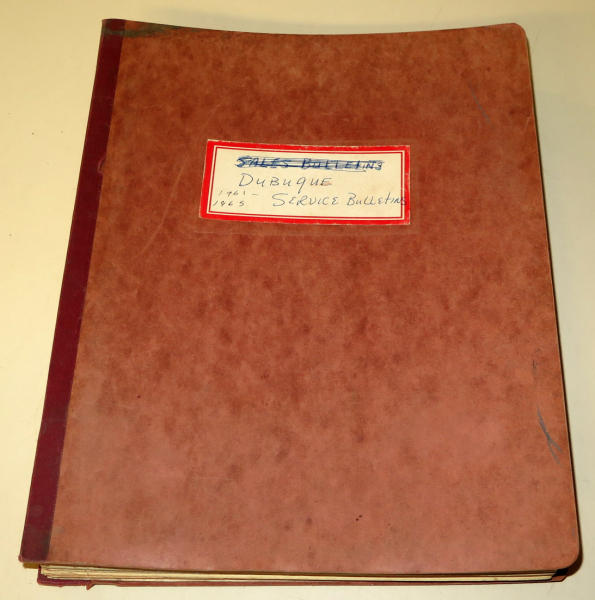 SALES BULLETINS
DUBUQUE
1961-
1965 SERVICE BULLETINS